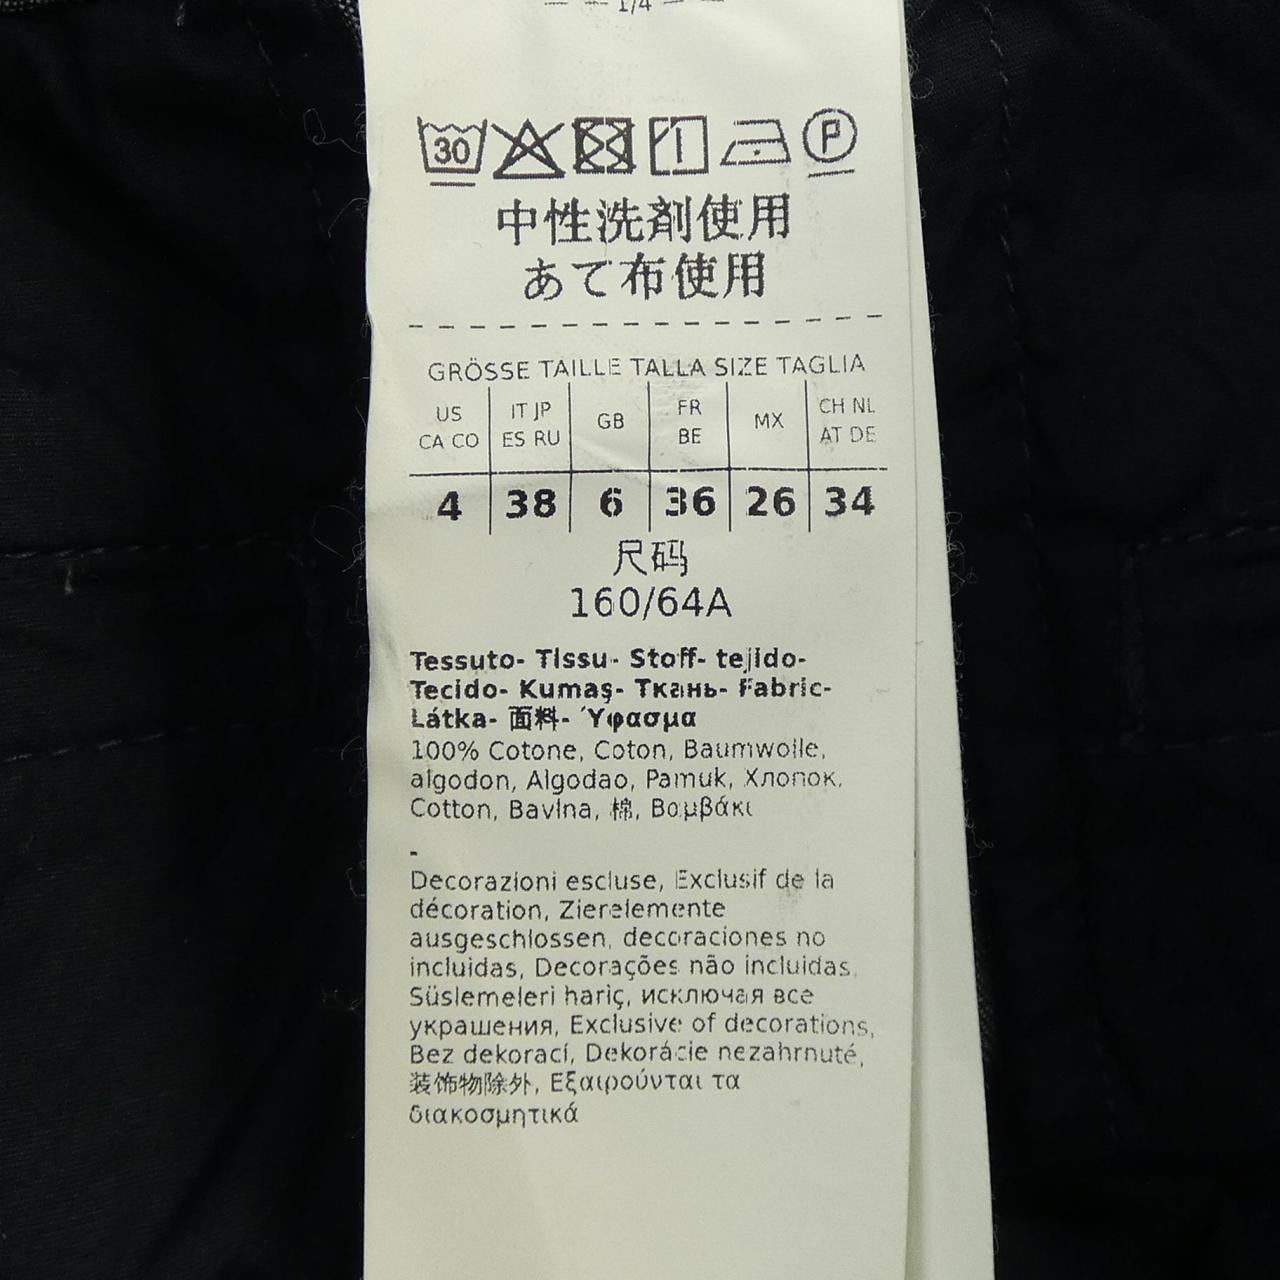 1/4
30 P
中性洗剤使用
あて布使用
GRÖSSE TAILLE TALLA SIZE TAGLIA
US IT JP GB FR MX CH NL
CA CO ES RU BE AT DE
4 38 6 36 26 34
尺码
160/64A
Tessuto- Tissu- Stoff- tejido-
Tecido- Kumaş- Ткань- Fabric-
Látka- 面料- Ύφασμα
100% Cotone, Coton, Baumwolle,
algodon, Algodao, Pamuk, Хлопок,
Cotton, Bavlna, 棉, Βαμβάκι
-
Decorazioni escluse, Exclusif de la
décoration, Zierelemente
ausgeschlossen, decoraciones no
incluidas, Decorações não incluidas,
Süslemeleri hariç, исключая все
украшения, Exclusive of decorations,
Bez dekorací, Dekorácie nezahrnuté,
装饰物除外, Εξαιρούνται τα
διακοσμητικά